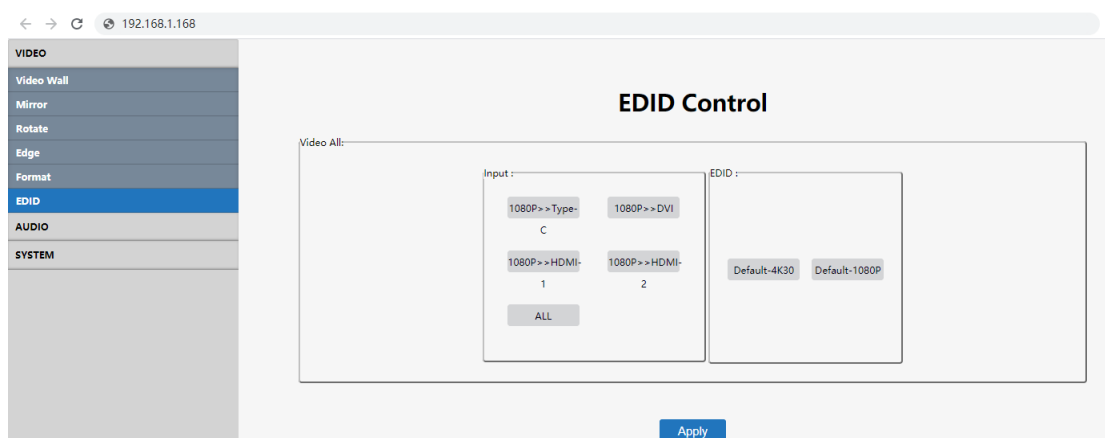 192.168.1.168
VIDEO
Video Wall
Mirror
Rotate
Edge
Format
EDID
AUDIO
SYSTEM
EDID Control
Video All:
Input :
1080P>>Type-
C
1080P>>DVI
1080P>>HDMI-
1
1080P>>HDMI-
2
ALL
EDID :
Default-4K30
Default-1080P
Apply